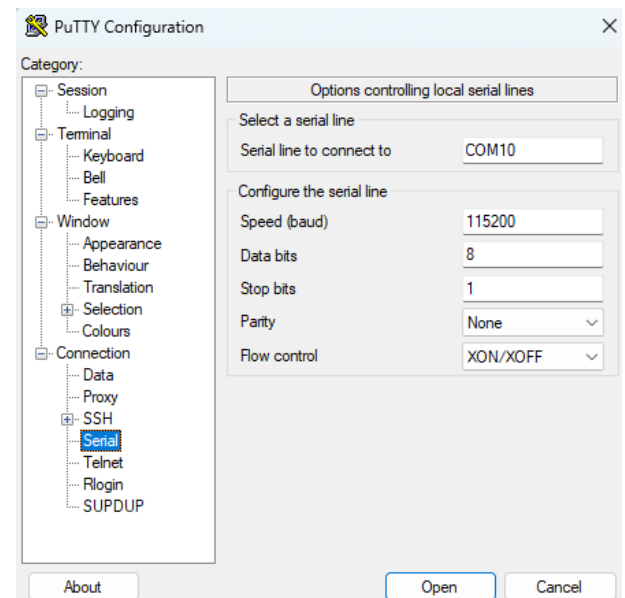 PuTTY Configuration
Category:
Session
Logging
Terminal
Keyboard
Bell
Features
Window
Appearance
Behaviour
Translation
Selection
Colours
Connection
Data
Proxy
SSH
Serial
Telnet
Rlogin
SUPDUP
Options controlling local serial lines
Select a serial line
Serial line to connect to COM10
Configure the serial line
Speed (baud) 115200
Data bits 8
Stop bits 1
Parity None
Flow control XON/XOFF
About Open Cancel